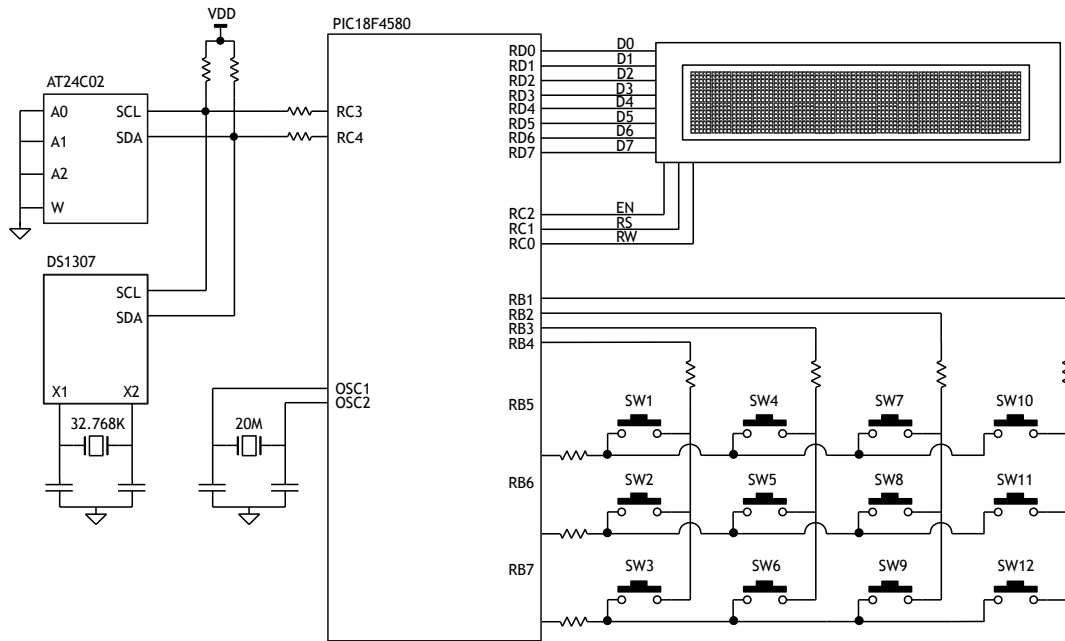 VDD
PIC18F4580
AT24C02
A0
A1
A2
W
SCL
SDA
RC3
RC4
DS1307
SCL
SDA
X1
X2
32.768K
OSC1
OSC2
20M
RD0
RD1
RD2
RD3
RD4
RD5
RD6
RD7
D0
D1
D2
D3
D4
D5
D6
D7
RC2
RC1
RC0
EN
RS
RW
RB1
RB2
RB3
RB4
RB5
SW1
SW4
SW7
SW10
RB6
SW2
SW5
SW8
SW11
RB7
SW3
SW6
SW9
SW12